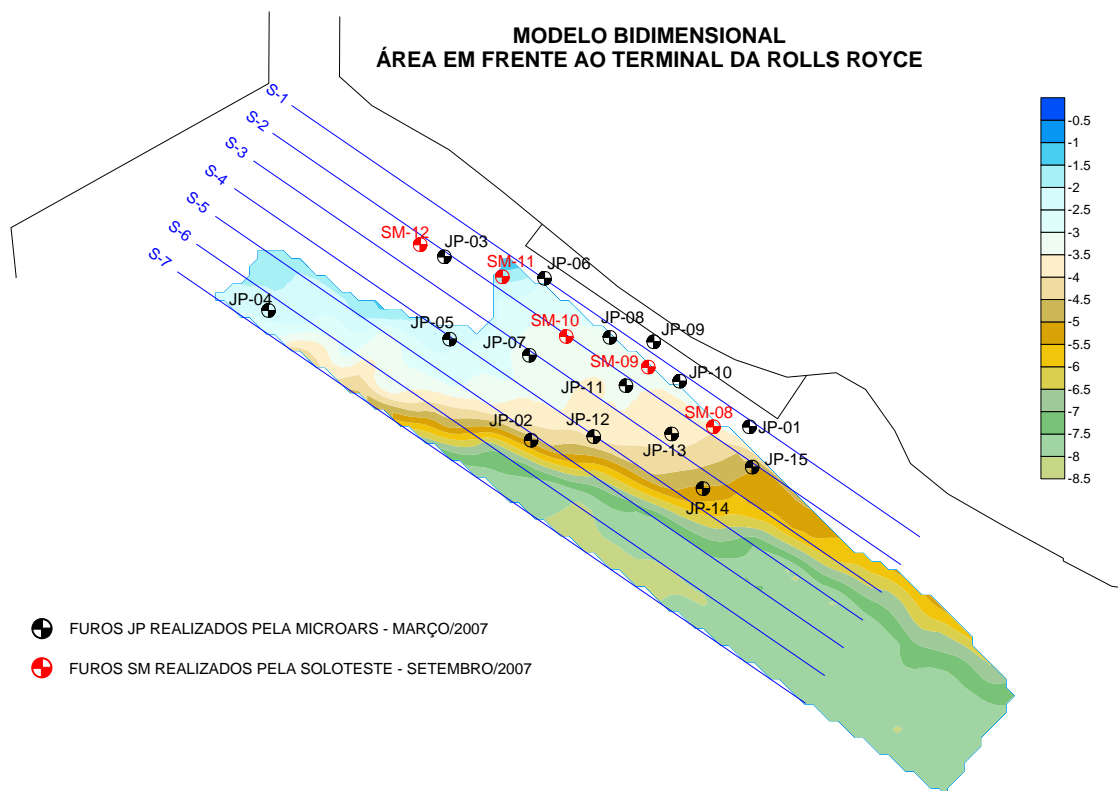 MODELO BIDIMENSIONAL
ÁREA EM FRENTE AO TERMINAL DA ROLLS ROYCE
S-1
S-2
S-3
S-4
S-5
S-6
S-7
SM-12
JP-03
SM-11
JP-06
JP-04
JP-05
JP-07
SM-10
JP-08
JP-09
SM-09
JP-10
JP-11
JP-02
JP-12
SM-08
JP-01
JP-13
JP-15
JP-14
-0.5
-1
-1.5
-2
-2.5
-3
-3.5
-4
-4.5
-5
-5.5
-6
-6.5
-7
-7.5
-8
-8.5
FUROS JP REALIZADOS PELA MICROARS - MARÇO/2007
FUROS SM REALIZADOS PELA SOLOTESTE - SETEMBRO/2007